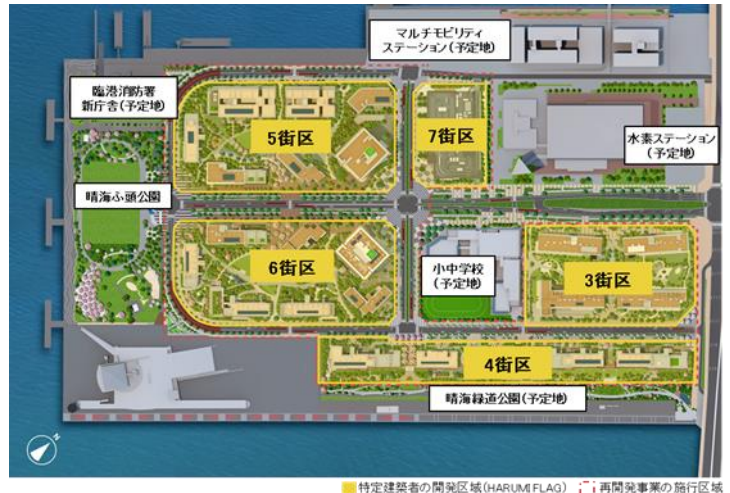 マルチモビリティ
ステーション(予定地)
臨港消防署
新庁舎(予定地)
5街区
7街区
水素ステーション
(予定地)
晴海ふ頭公園
6街区
小中学校
(予定地)
3街区
4街区
晴海緑道公園(予定地)
N
特定建築者の開発区域(HARUMI FLAG)
再開発事業の施行区域